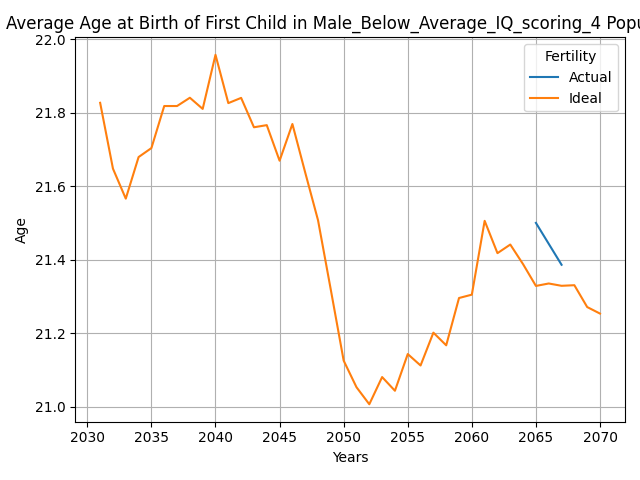 Average Age at Birth of First Child in Male_Below_Average_IQ_scoring_4 Popu
22.0
21.8
21.6
21.4
21.2
21.0
Age
Fertility
Actual
Ideal
2030 2035 2040 2045 2050 2055 2060 2065 2070
Years